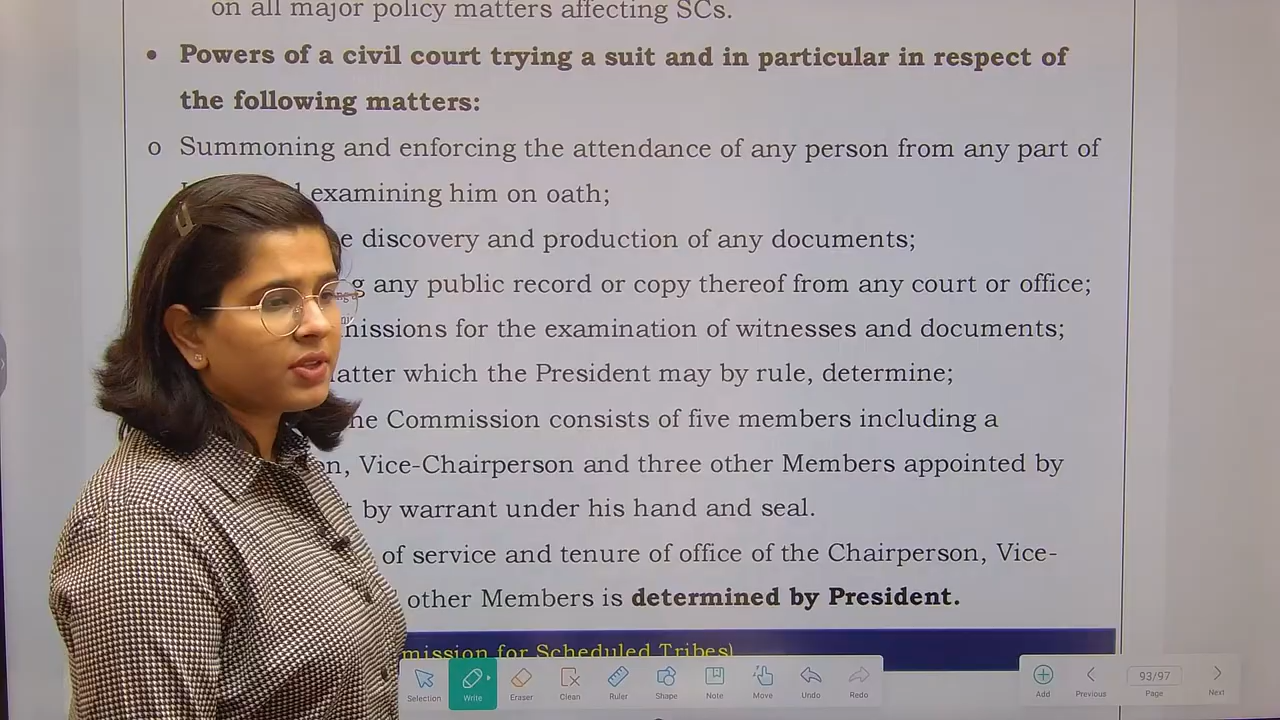 on all major policy matters affecting SCs.
• Powers of a civil court trying a suit and in particular in respect of
the following matters:
o Summoning and enforcing the attendance of any person from any part of
examining him on oath;
discovery and production of any documents;
any public record or copy thereof from any court or office;
for the examination of witnesses and documents;
which the President may by rule, determine;
Commission consists of five members including a
Vice-Chairperson and three other Members appointed by
by warrant under his hand and seal.
of service and tenure of office of the Chairperson, Vice-
other Members is determined by President.
for Scheduled Tribes)
Selection
Write
Eraser
Clean
Ruler
Shape
Note
Move
Undo
Redo
Add
Previous
93/97
Page
Next